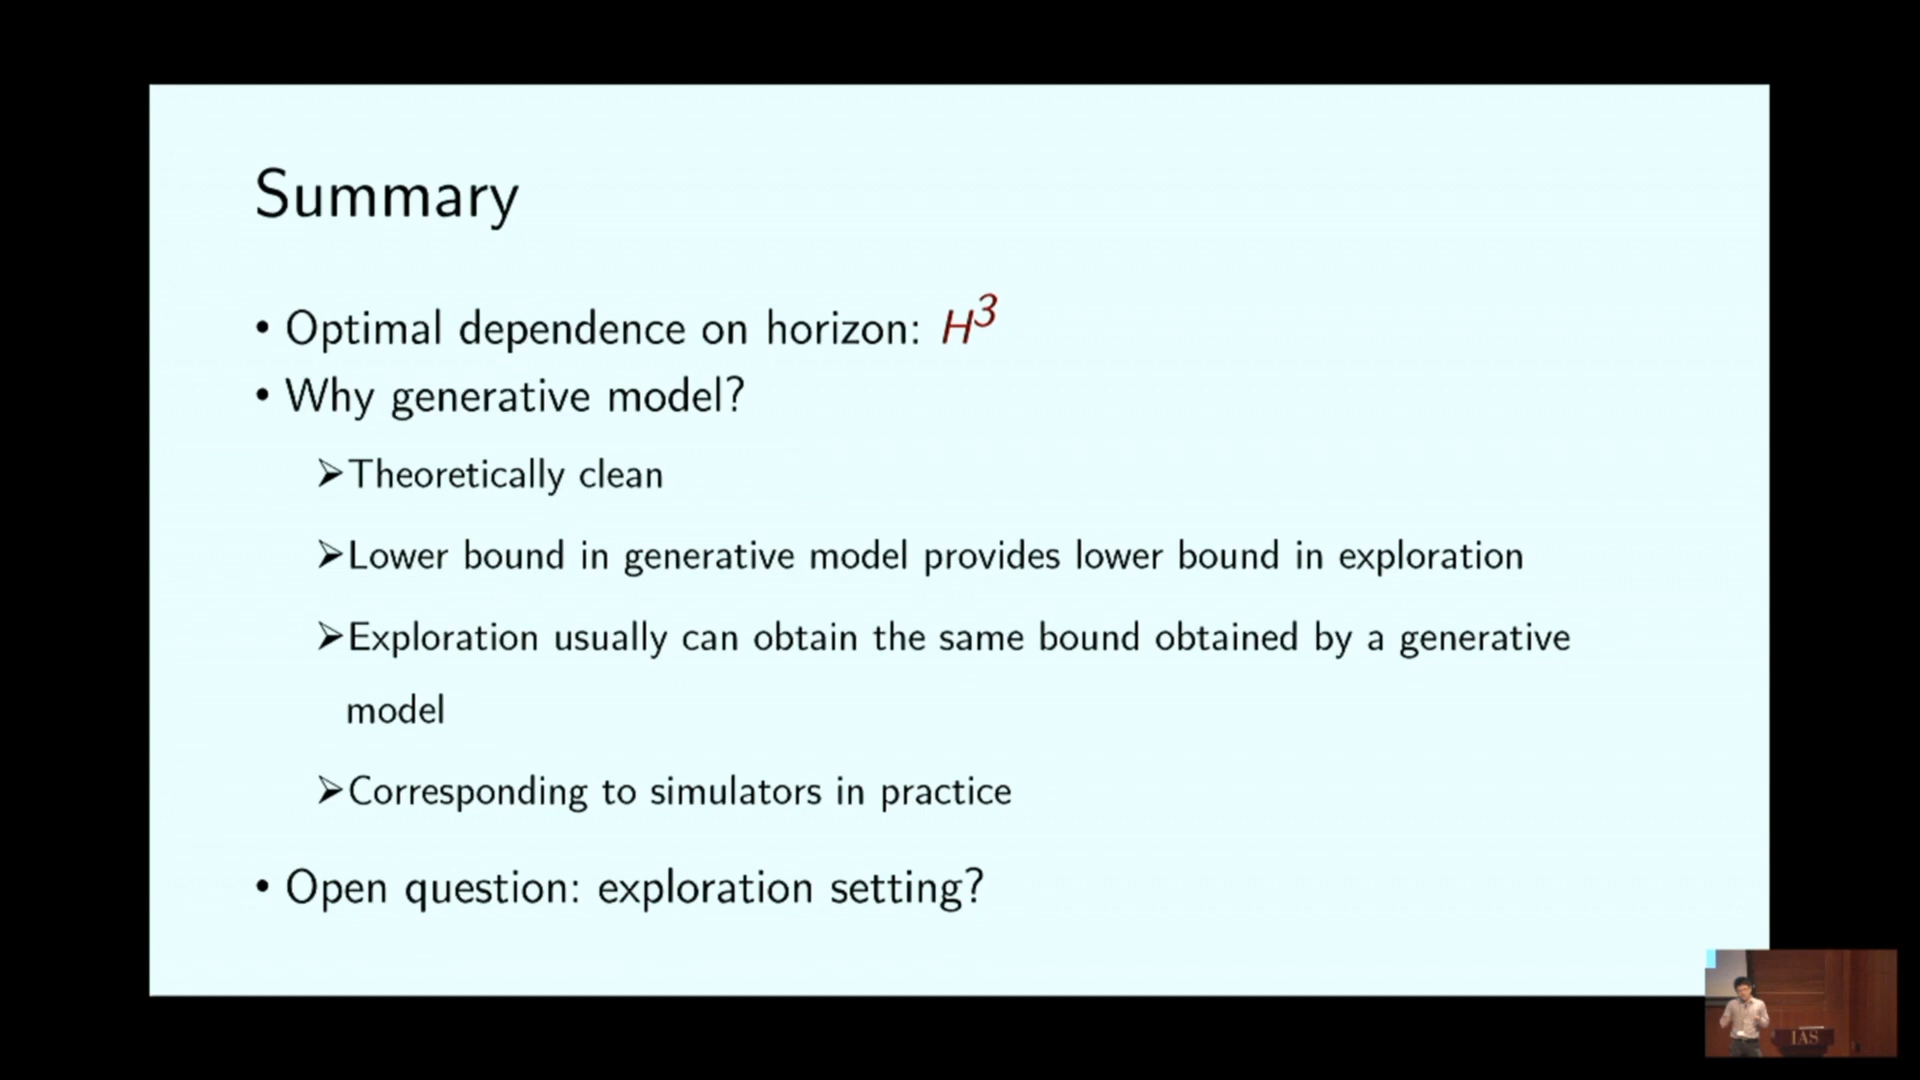 Summary
• Optimal dependence on horizon: H³
• Why generative model?
➢Theoretically clean
➢Lower bound in generative model provides lower bound in exploration
➢Exploration usually can obtain the same bound obtained by a generative
model
➢Corresponding to simulators in practice
• Open question: exploration setting?
IAS